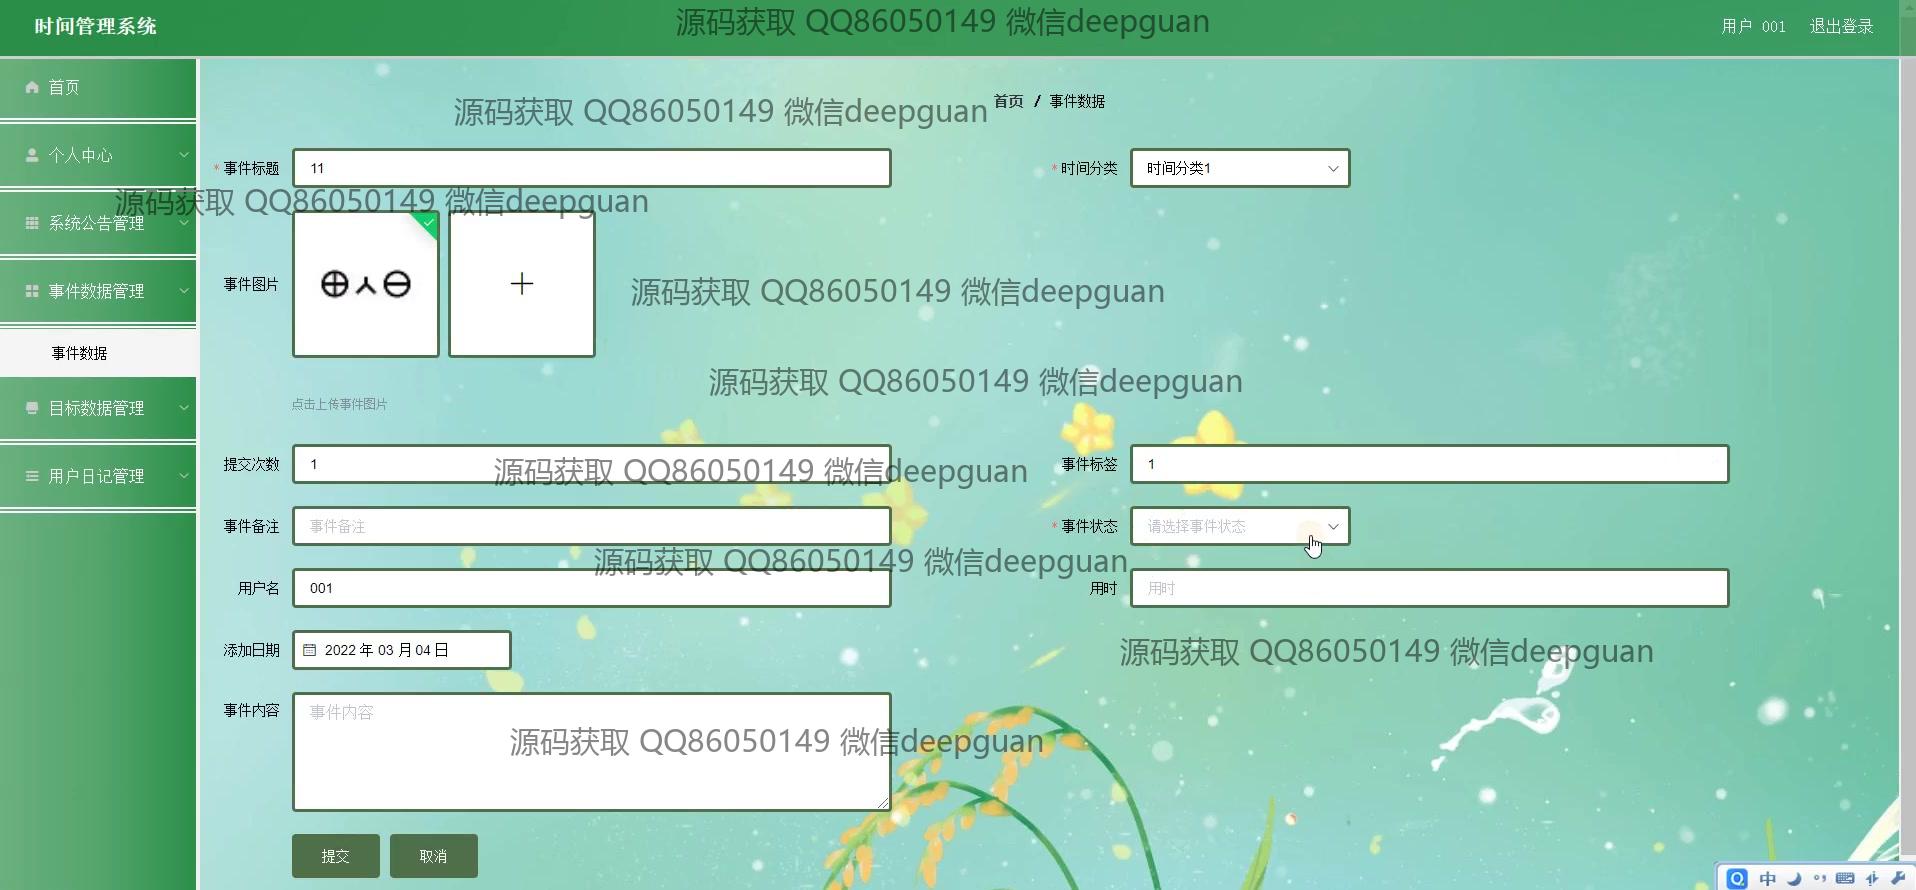 时间管理系统
源码获取 QQ86050149 微信deepguan
用户 001 退出登录
首页
源码获取 QQ86050149 微信deepguan
首页 / 事件数据
个人中心
* 事件标题 11
* 时间分类 时间分类1
源码获取 QQ86050149 微信deepguan
系统公告管理
事件图片
源码获取 QQ86050149 微信deepguan
事件数据管理
事件数据
源码获取 QQ86050149 微信deepguan
点击上传事件图片
目标数据管理
提交次数 1
源码获取 QQ86050149 微信deepguan
事件标签 1
用户日记管理
事件备注 事件备注
* 事件状态 请选择事件状态
源码获取 QQ86050149 微信deepguan
用户名 001
用时 用时
添加日期 2022 年 03 月 04 日
源码获取 QQ86050149 微信deepguan
事件内容 事件内容
源码获取 QQ86050149 微信deepguan
提交 取消
中